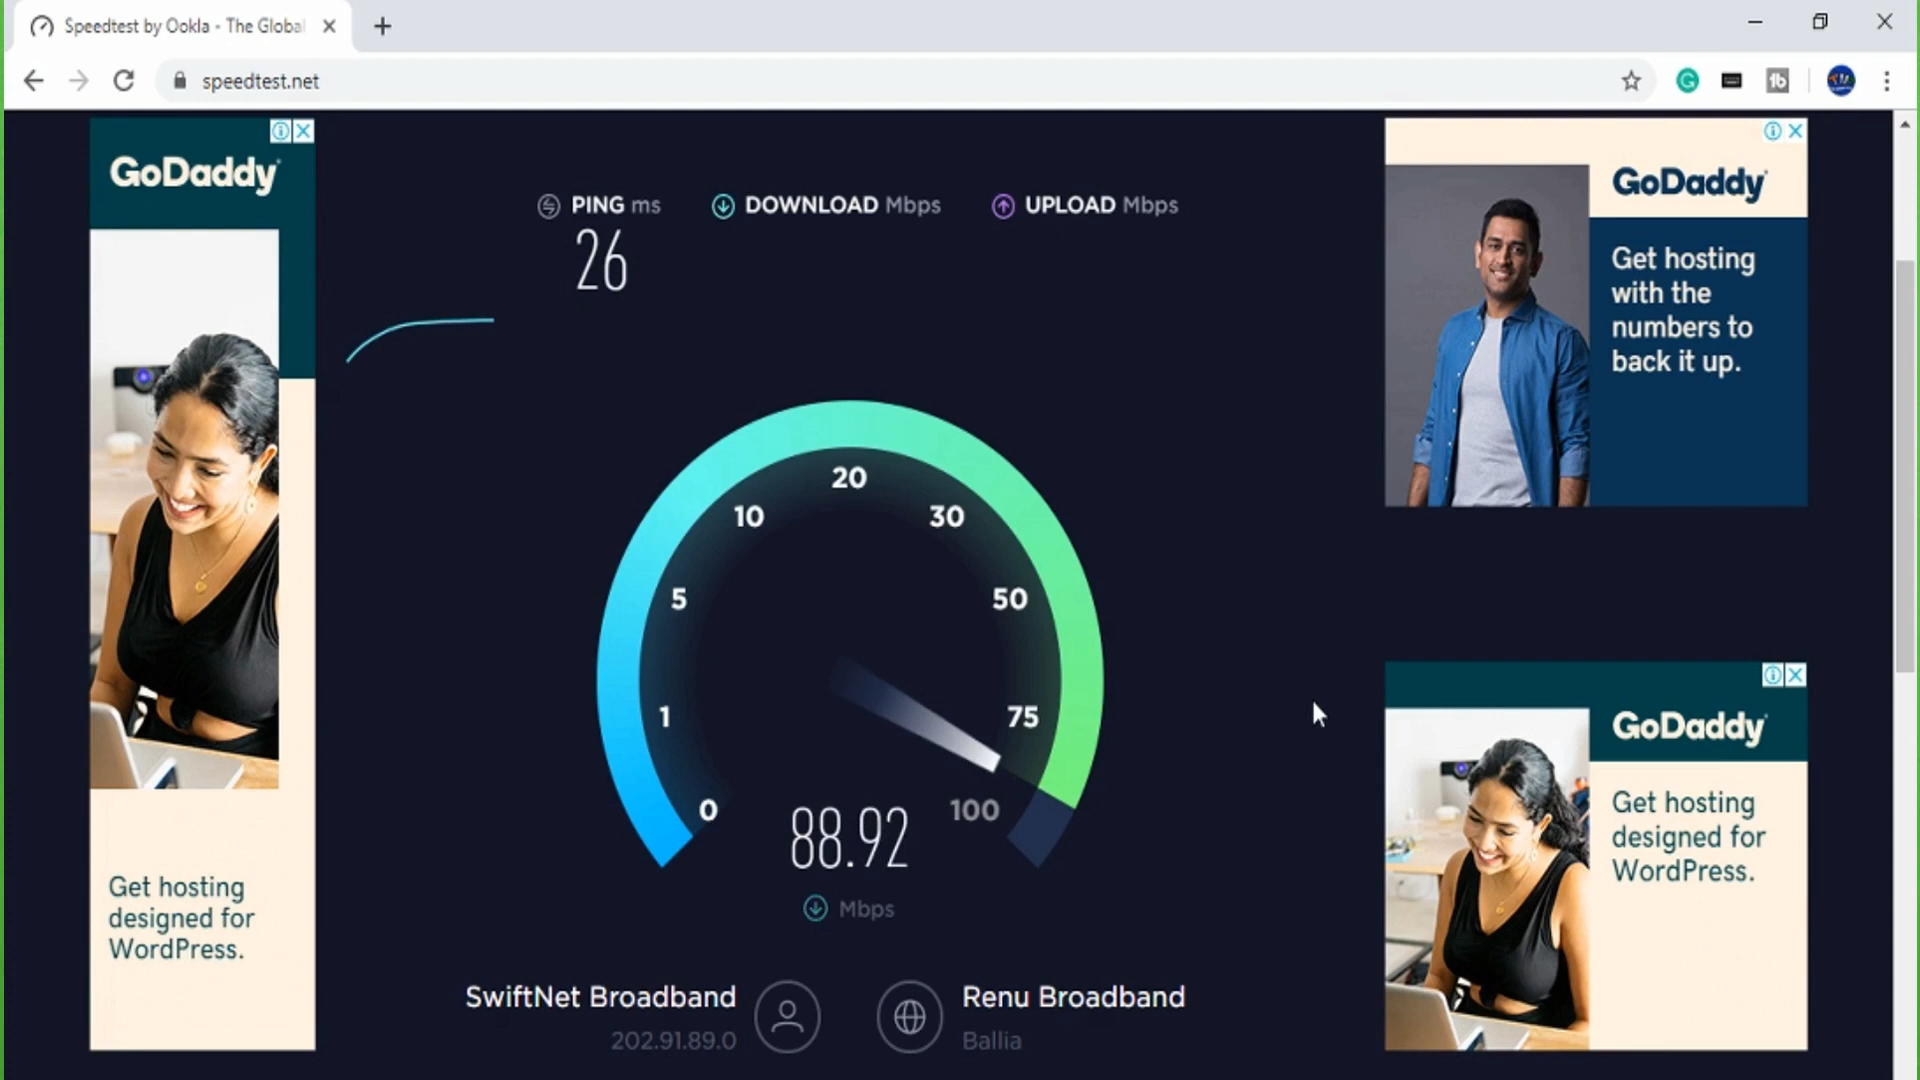 Speedtest by Ookla - The Global
speedtest.net
GoDaddy
Get hosting
designed for
WordPress.
PING ms
26
DOWNLOAD Mbps
UPLOAD Mbps
0
1
5
10
20
30
50
75
100
88.92
Mbps
SwiftNet Broadband
202.91.89.0
Renu Broadband
Ballia
GoDaddy
Get hosting
with the
numbers to
back it up.
GoDaddy
Get hosting
designed for
WordPress.